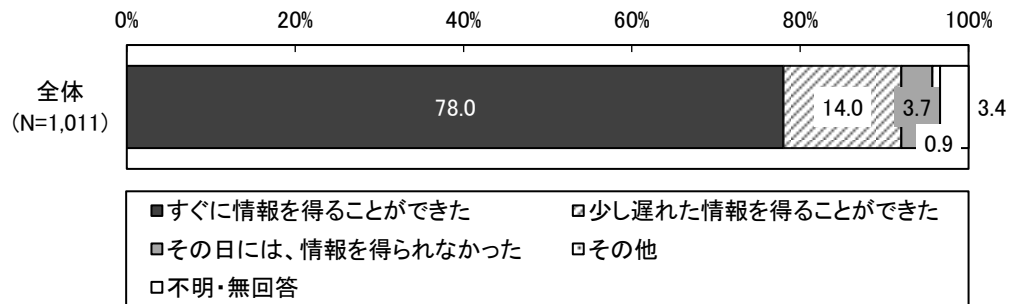 0% 20% 40% 60% 80% 100%
全体
(N=1,011)
78.0 14.0 3.7 0.9 3.4
■すぐに情報を得ることができた
少し遅れた情報を得ることができた
■その日には、情報を得られなかった
その他
□不明・無回答